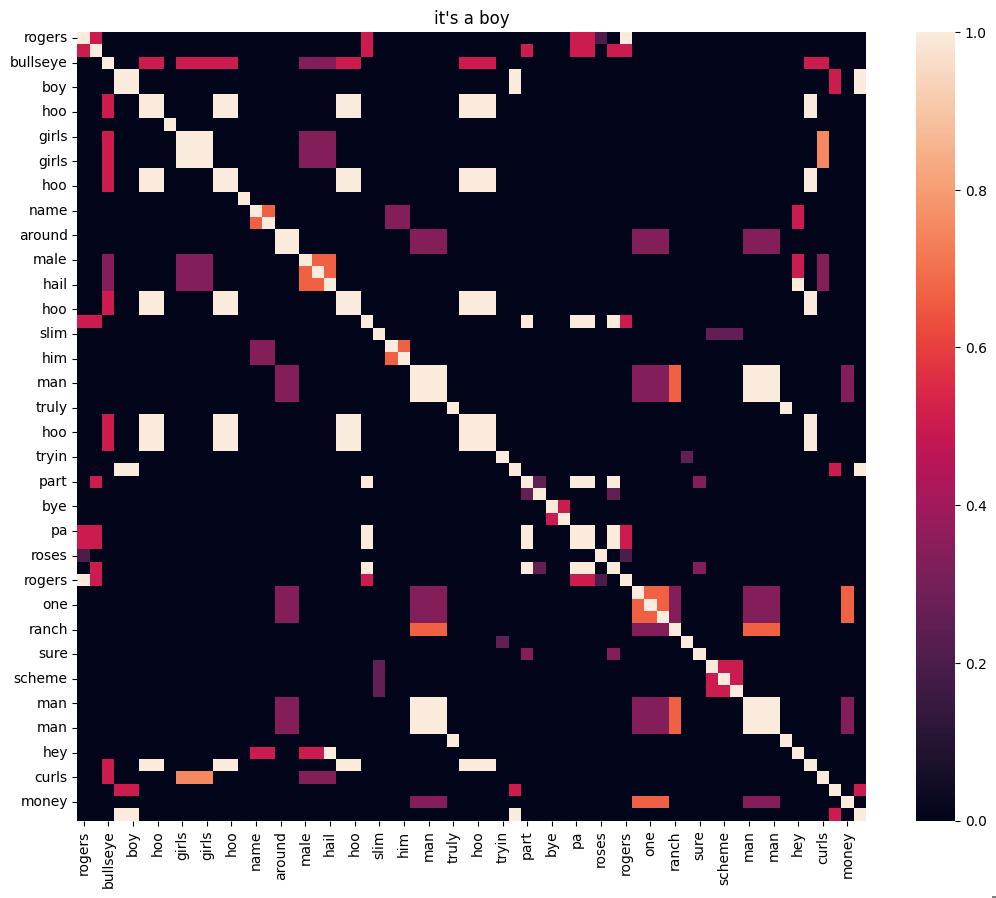 it's a boy
rogers
bullseye
boy
hoo
girls
girls
hoo
name
around
male
hail
hoo
slim
him
man
truly
hoo
tryin
part
bye
pa
roses
rogers
one
ranch
sure
scheme
man
man
hey
curls
money
1.0
0.8
0.6
0.4
0.2
0.0
rogers
bullseye
boy
hoo
girls
girls
hoo
name
around
male
hail
hoo
slim
him
man
truly
hoo
tryin
part
bye
pa
roses
rogers
one
ranch
sure
scheme
man
man
hey
curls
money